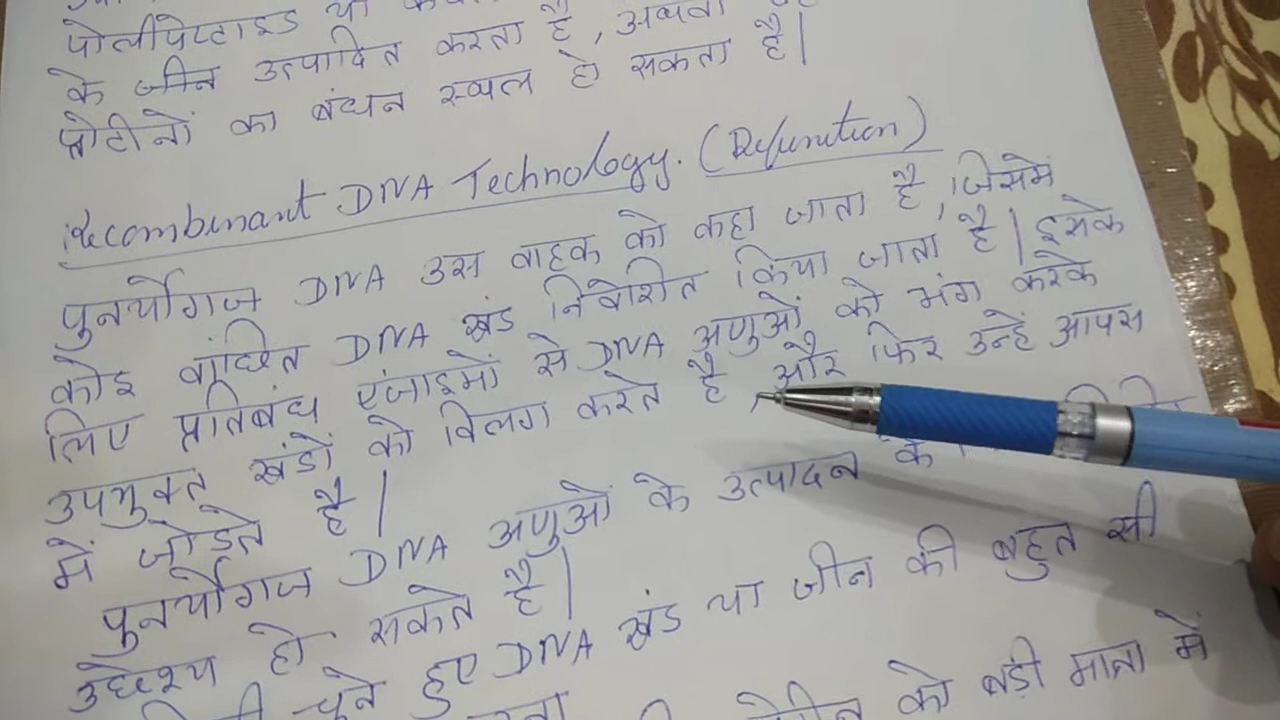 पोलीपेप्टाइड या
के जीन उत्पादित करता है, अथवा
प्रोटीनों का बंधन स्थल हो सकता है।
Recombinant DNA Technology. (Defunition)
पुनर्योगज DNA उस वाहक को कहा जाता है, जिसमें
कोइ वांछित DNA खंड निवेशित किया जाता है। इसके
लिए प्रतिबंध एंजाइमों से DNA अणुओं को भंग करके
उपयुक्त खंडों को विलग करते है, और फिर उन्हें आपस
में जोड़ते है।
पुनर्योगज DNA अणुओं के उत्पादन के
उद्देश्य हो सकते है।
चुने हुए DNA खंड या जीन की बहुत सी
को बड़ी मात्रा में